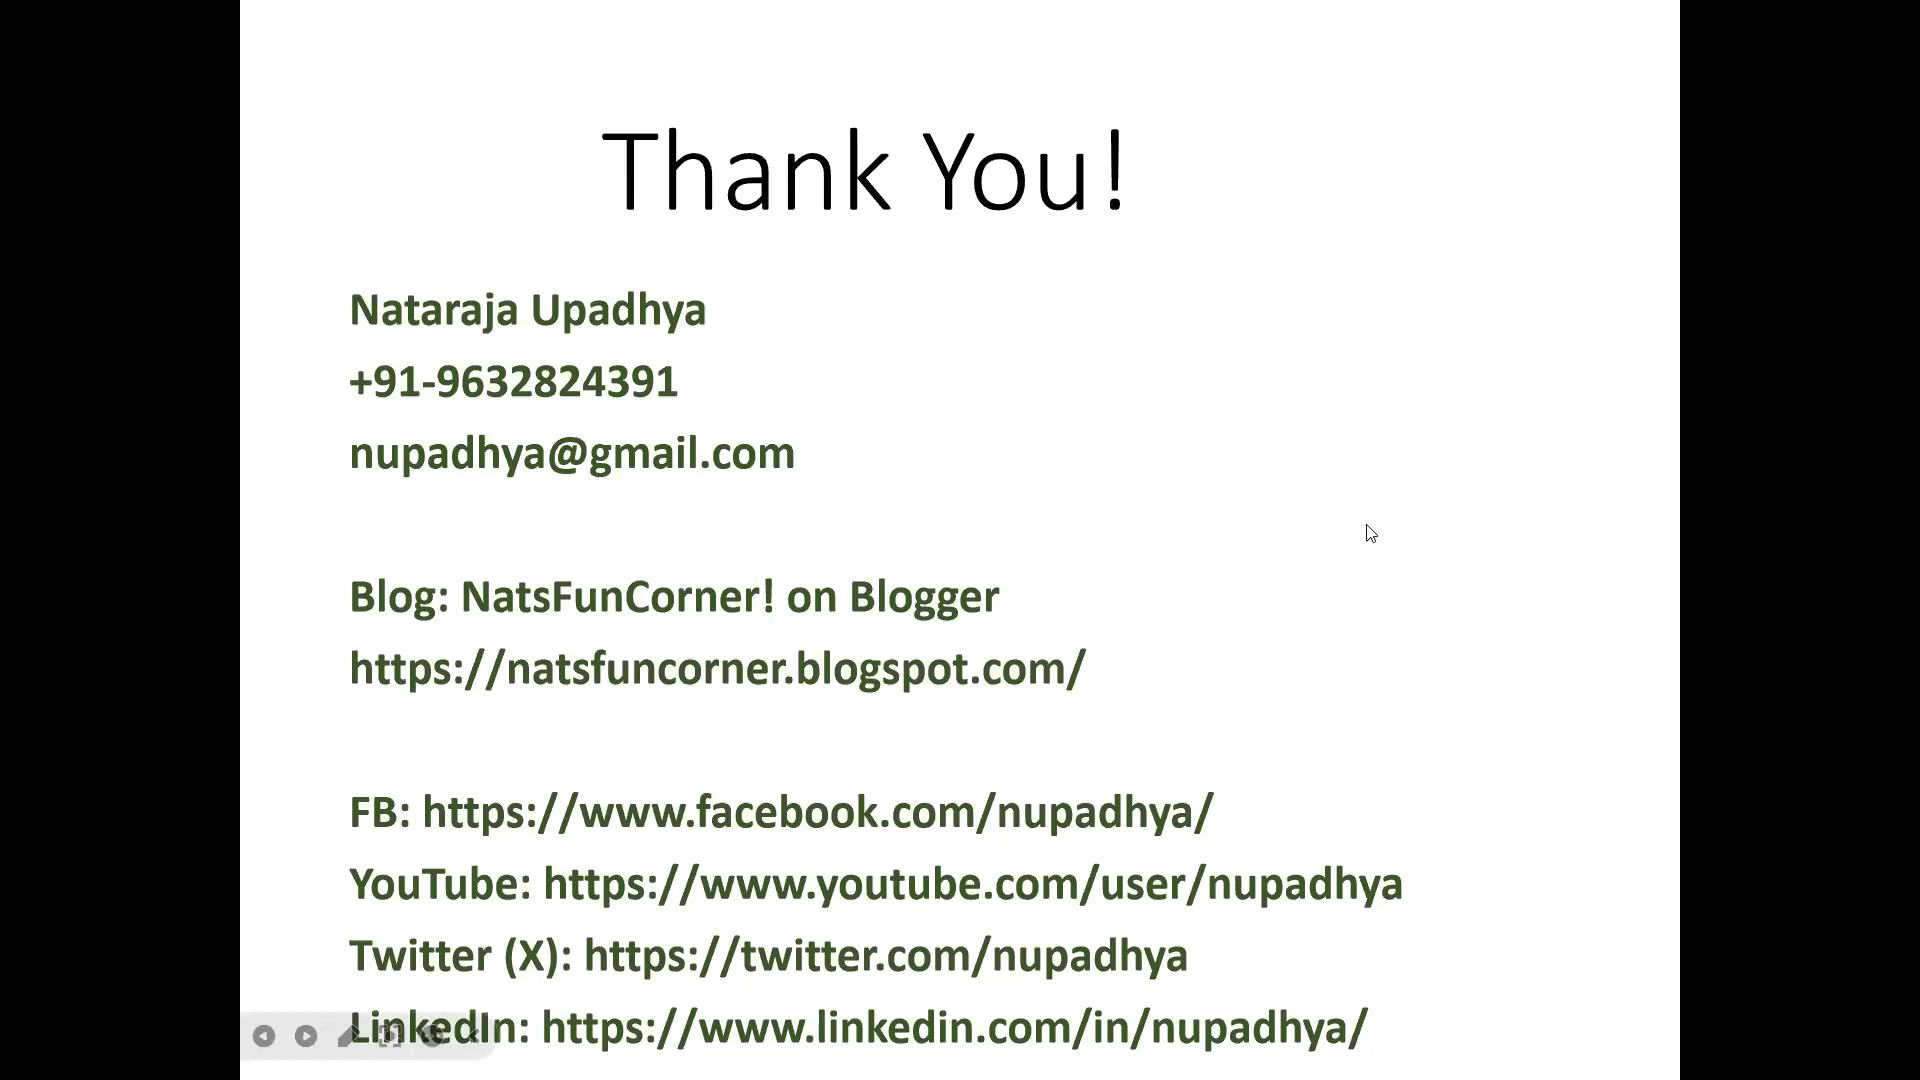 Thank You!
Nataraja Upadhya
+91-9632824391
nupadhya@gmail.com
Blog: NatsFunCorner! on Blogger
https://natsfuncorner.blogspot.com/
FB: https://www.facebook.com/nupadhya/
YouTube: https://www.youtube.com/user/nupadhya
Twitter (X): https://twitter.com/nupadhya
LinkedIn: https://www.linkedin.com/in/nupadhya/